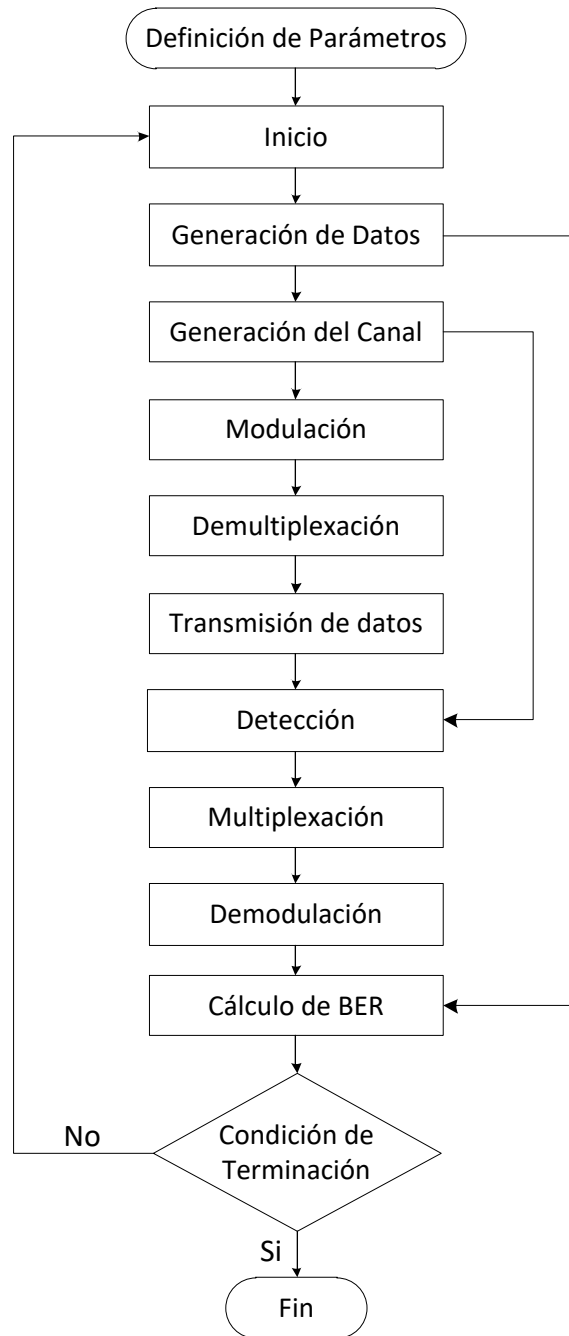 Definición de Parámetros
Inicio
Generación de Datos
Generación del Canal
Modulación
Demultiplexación
Transmisión de datos
Detección
Multiplexación
Demodulación
Cálculo de BER
No
Condición de
Terminación
Si
Fin